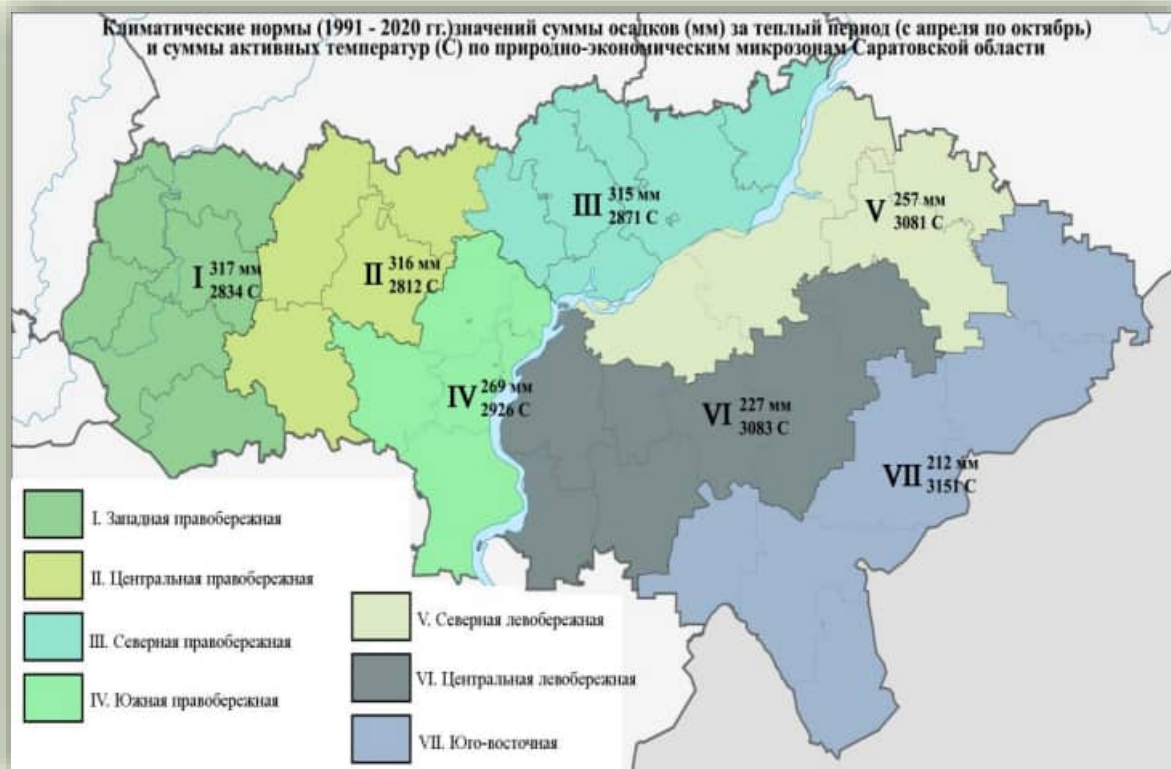 Климатические нормы (1991 - 2020 гг.)значений суммы осадков (мм) за теплый период (с апреля по октябрь)
и суммы активных температур (С) по природно-экономическим микрозонам Саратовской области
III 315 мм
2871 С
V 257 мм
3081 С
I 317 мм
2834 С
II 316 мм
2812 С
IV 269 мм
2926 С
VI 227 мм
3083 С
VII 212 мм
3151 С
I. Западная правобережная
II. Центральная правобережная
III. Северная правобережная
IV. Южная правобережная
V. Северная левобережная
VI. Центральная левобережная
VII. Юго-восточная